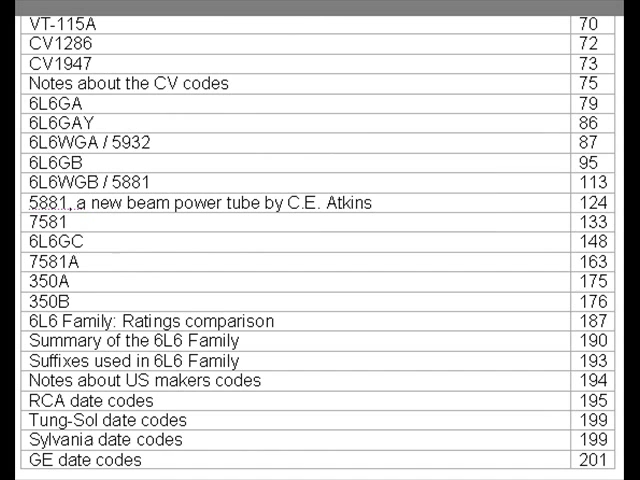 VT-115A 70
CV1286 72
CV1947 73
Notes about the CV codes 75
6L6GA 79
6L6GAY 86
6L6WGA / 5932 87
6L6GB 95
6L6WGB / 5881 113
5881, a new beam power tube by C.E. Atkins 124
7581 133
6L6GC 148
7581A 163
350A 175
350B 176
6L6 Family: Ratings comparison 187
Summary of the 6L6 Family 190
Suffixes used in 6L6 Family 193
Notes about US makers codes 194
RCA date codes 195
Tung-Sol date codes 199
Sylvania date codes 199
GE date codes 201